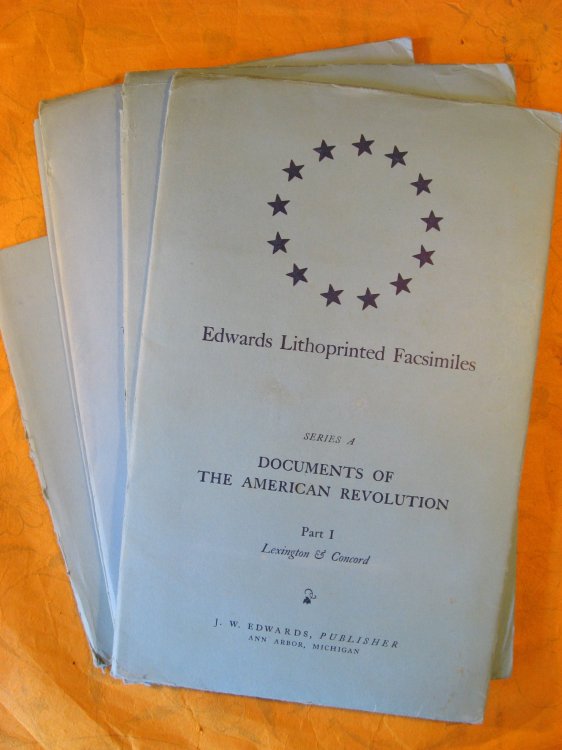 Edwards Lithoprinted Facsimiles
SERIES A
DOCUMENTS OF
THE AMERICAN REVOLUTION
Part I
Lexington & Concord
J. W. EDWARDS, PUBLISHER
ANN ARBOR, MICHIGAN